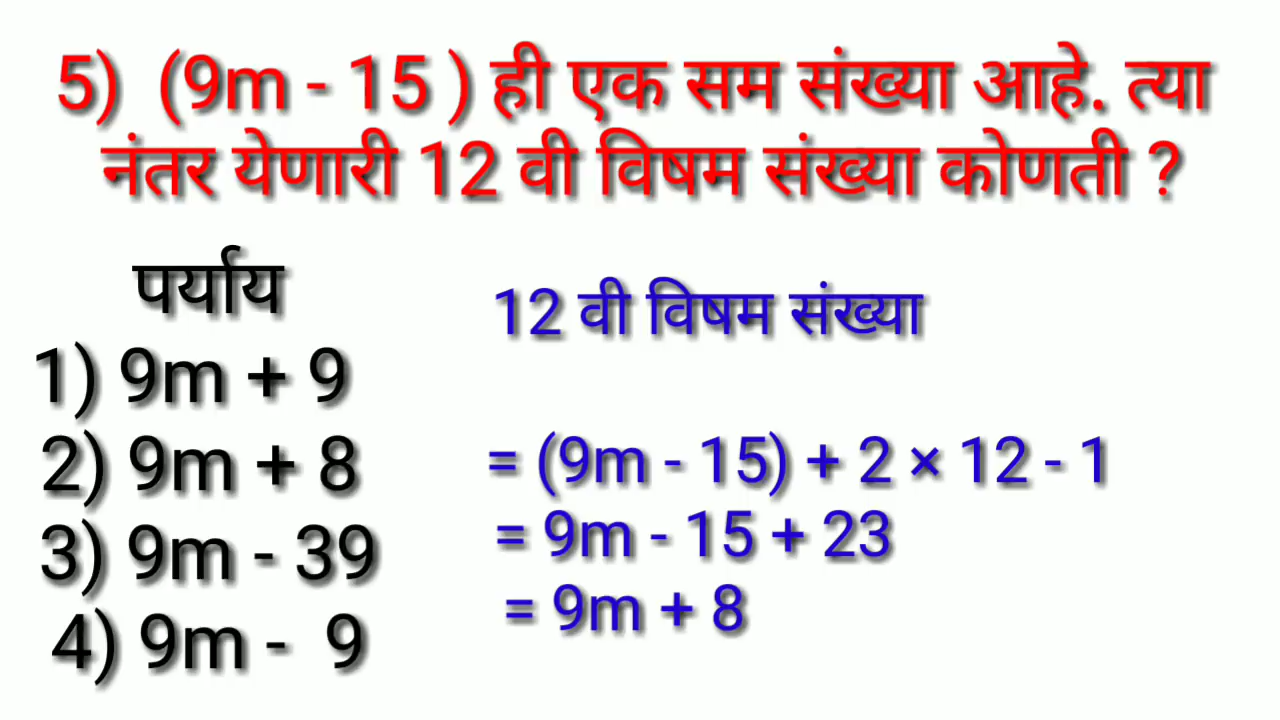 5) (9m - 15 ) ही एक सम संख्या आहे. त्या
नंतर येणारी 12 वी विषम संख्या कोणती ?
पर्याय
1) 9m + 9
2) 9m + 8
3) 9m - 39
4) 9m - 9
12 वी विषम संख्या
= (9m - 15) + 2 × 12 - 1
= 9m - 15 + 23
= 9m + 8